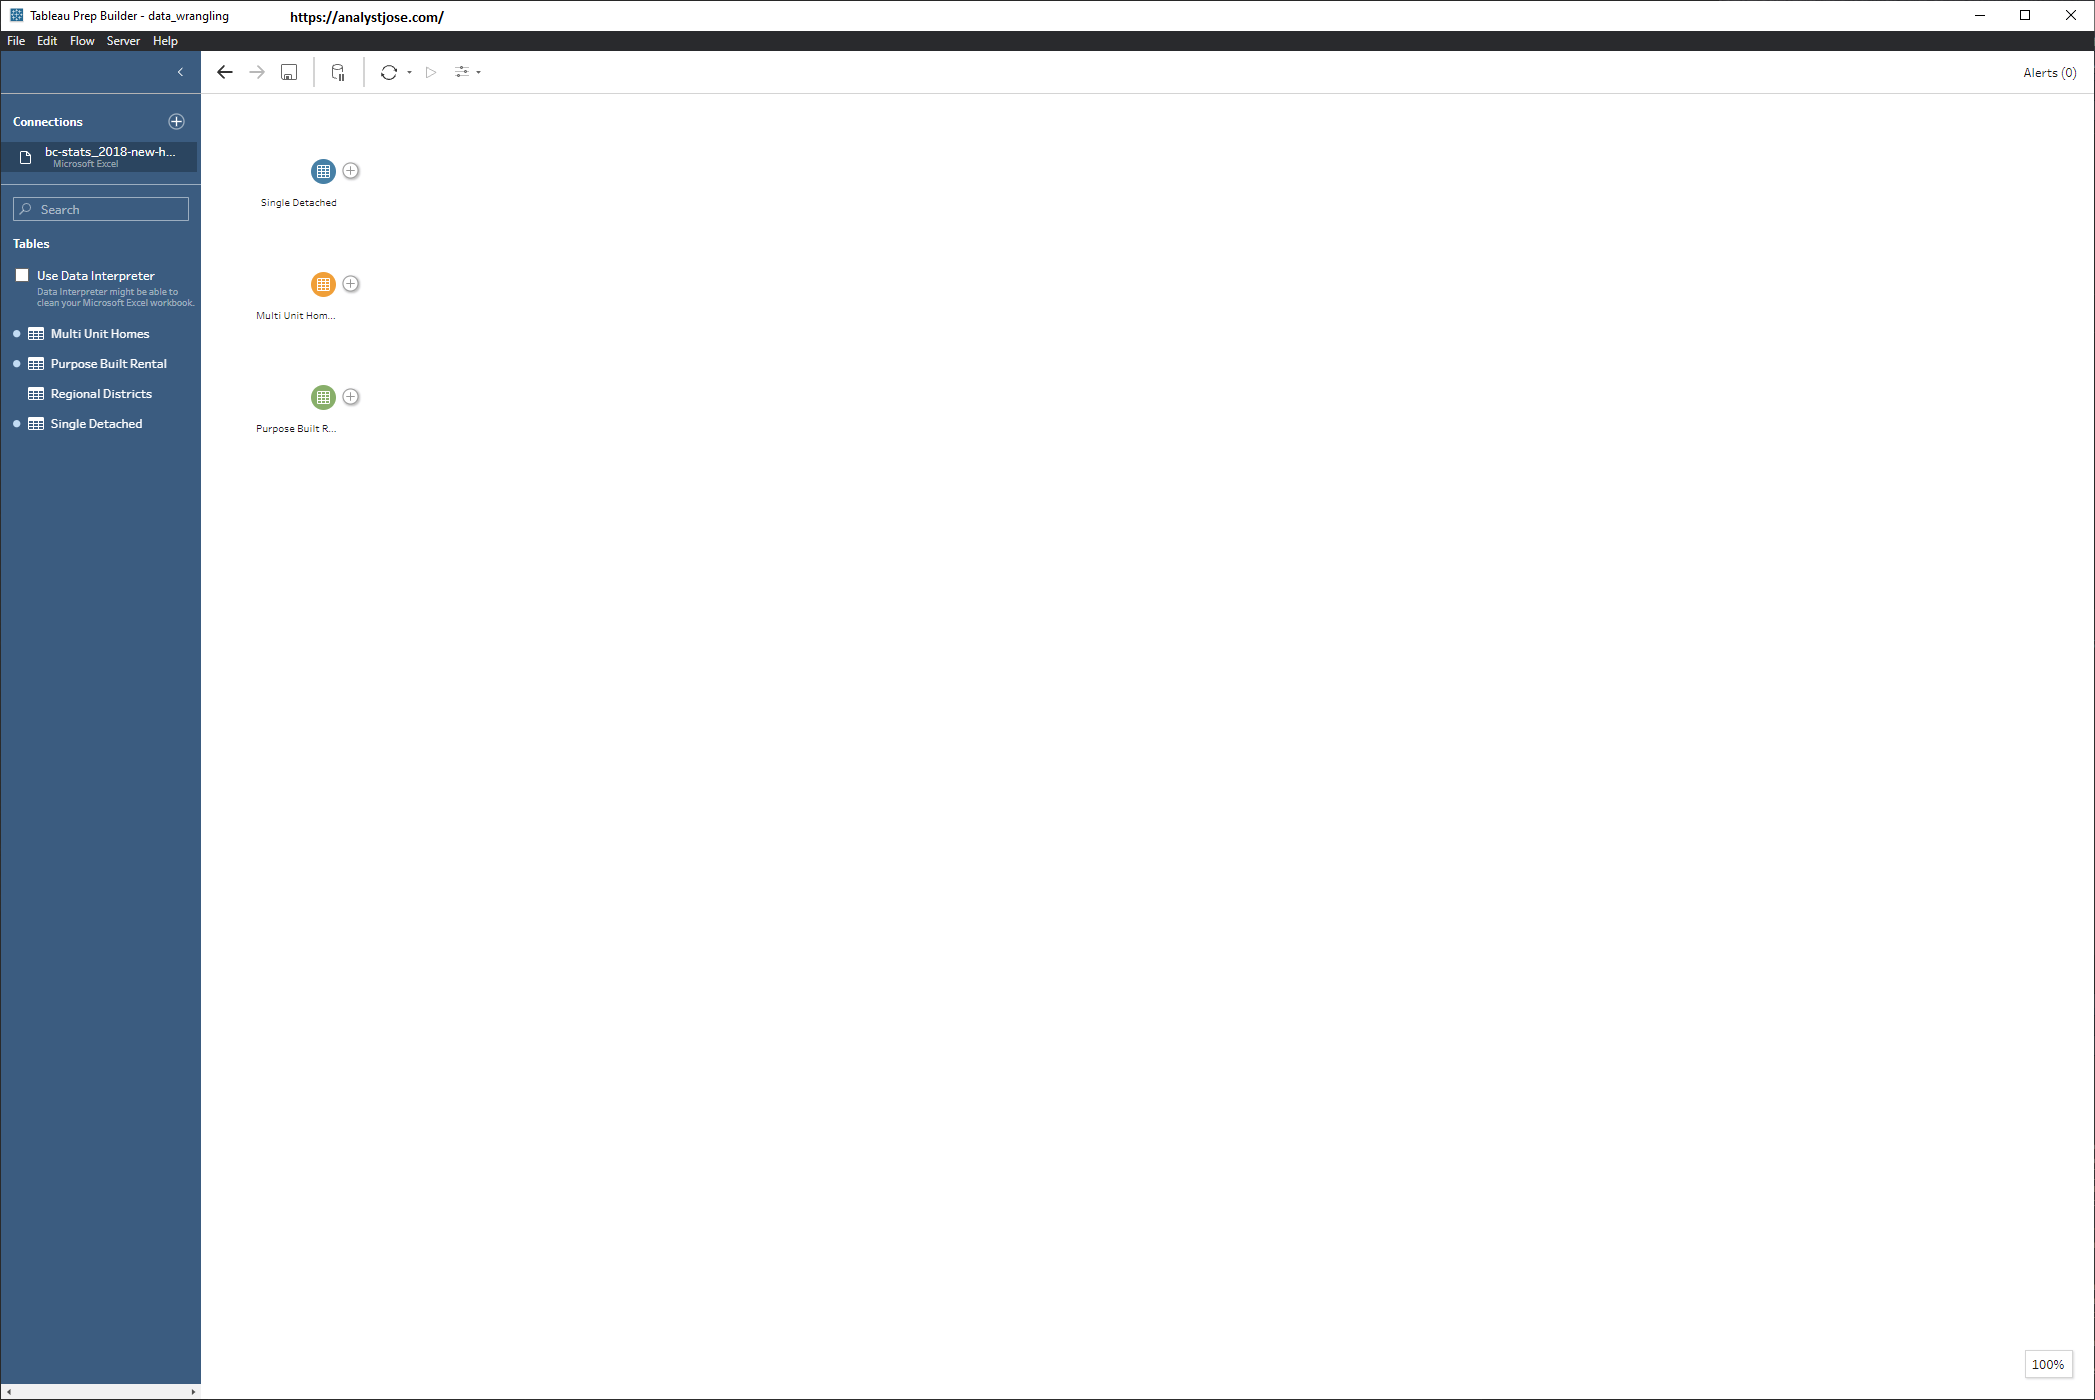 Tableau Prep Builder - data_wrangling https://analystjose.com/
File Edit Flow Server Help
Alerts (0)
Connections
bc-stats_2018-new-h...
Microsoft Excel
Search
Tables
Use Data Interpreter
Data Interpreter might be able to
clean your Microsoft Excel workbook.
Multi Unit Homes
Purpose Built Rental
Regional Districts
Single Detached
Single Detached
Multi Unit Hom...
Purpose Built R...
100%